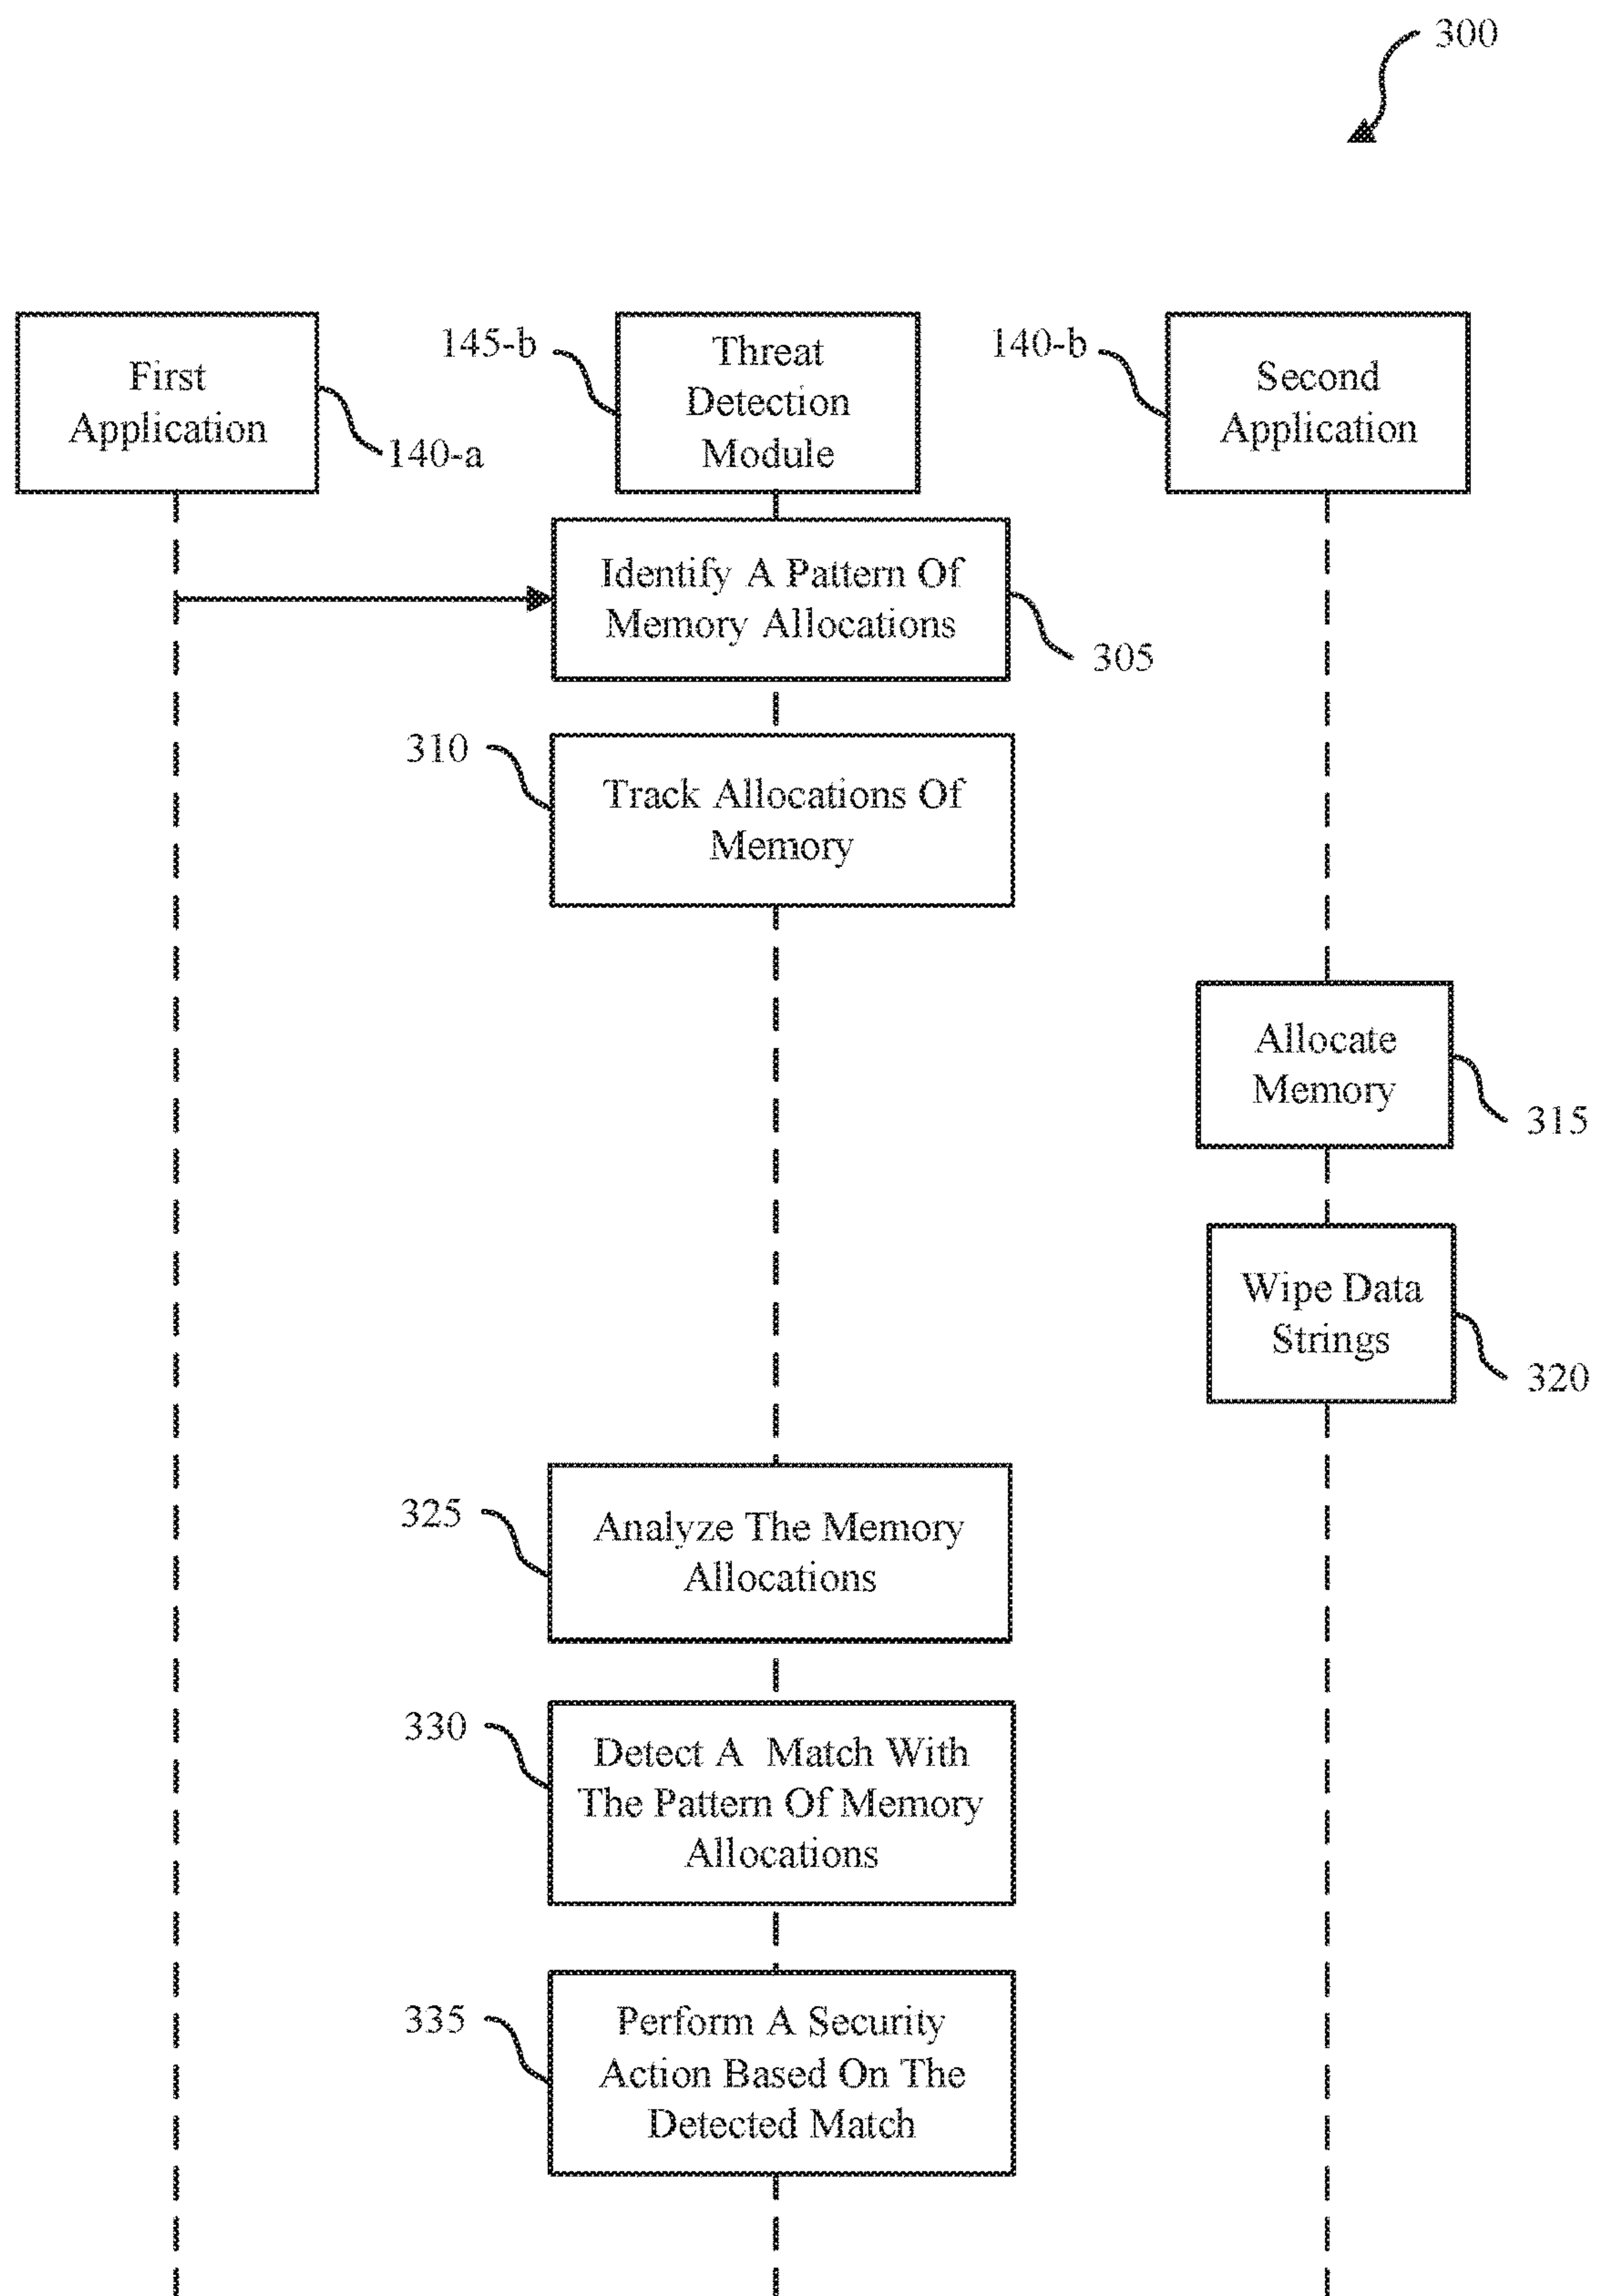 300
First
Application
140-a
145-b
Threat
Detection
Module
140-b
Second
Application
Identify A Pattern Of
Memory Allocations
305
310
Track Allocations Of
Memory
Allocate
Memory
315
Wipe Data
Strings
320
325
Analyze The Memory
Allocations
330
Detect A Match With
The Pattern Of Memory
Allocations
335
Perform A Security
Action Based On The
Detected Match